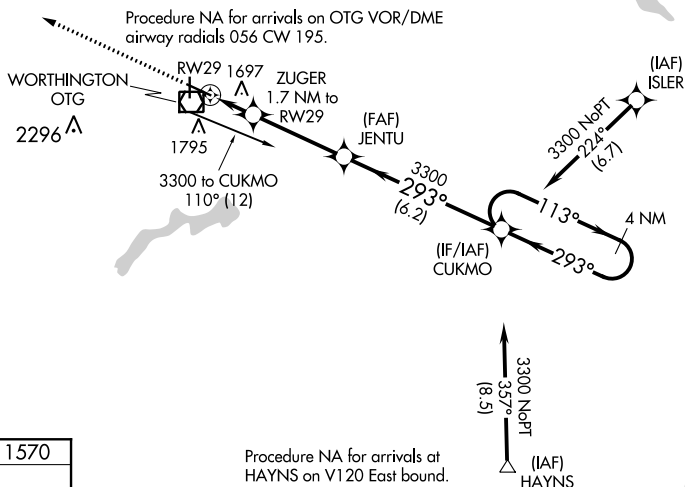 Procedure NA for arrivals on OTG VOR/DME
airway radials 056 CW 195.
WORTHINGTON
OTG
RW29
1697
ZUGER
1.7 NM to
RW29
2296
1795
3300 to CUKMO
110° (12)
(FAF)
JENTU
(IAF)
ISLER
3300 NoPT
224°
(6.7)
3300
293°
(6.2)
113°
4 NM
293°
(IF/IAF)
CUKMO
3300 NoPT
357°
(8.5)
1570
Procedure NA for arrivals at
HAYNS on V120 East bound.
(IAF)
HAYNS